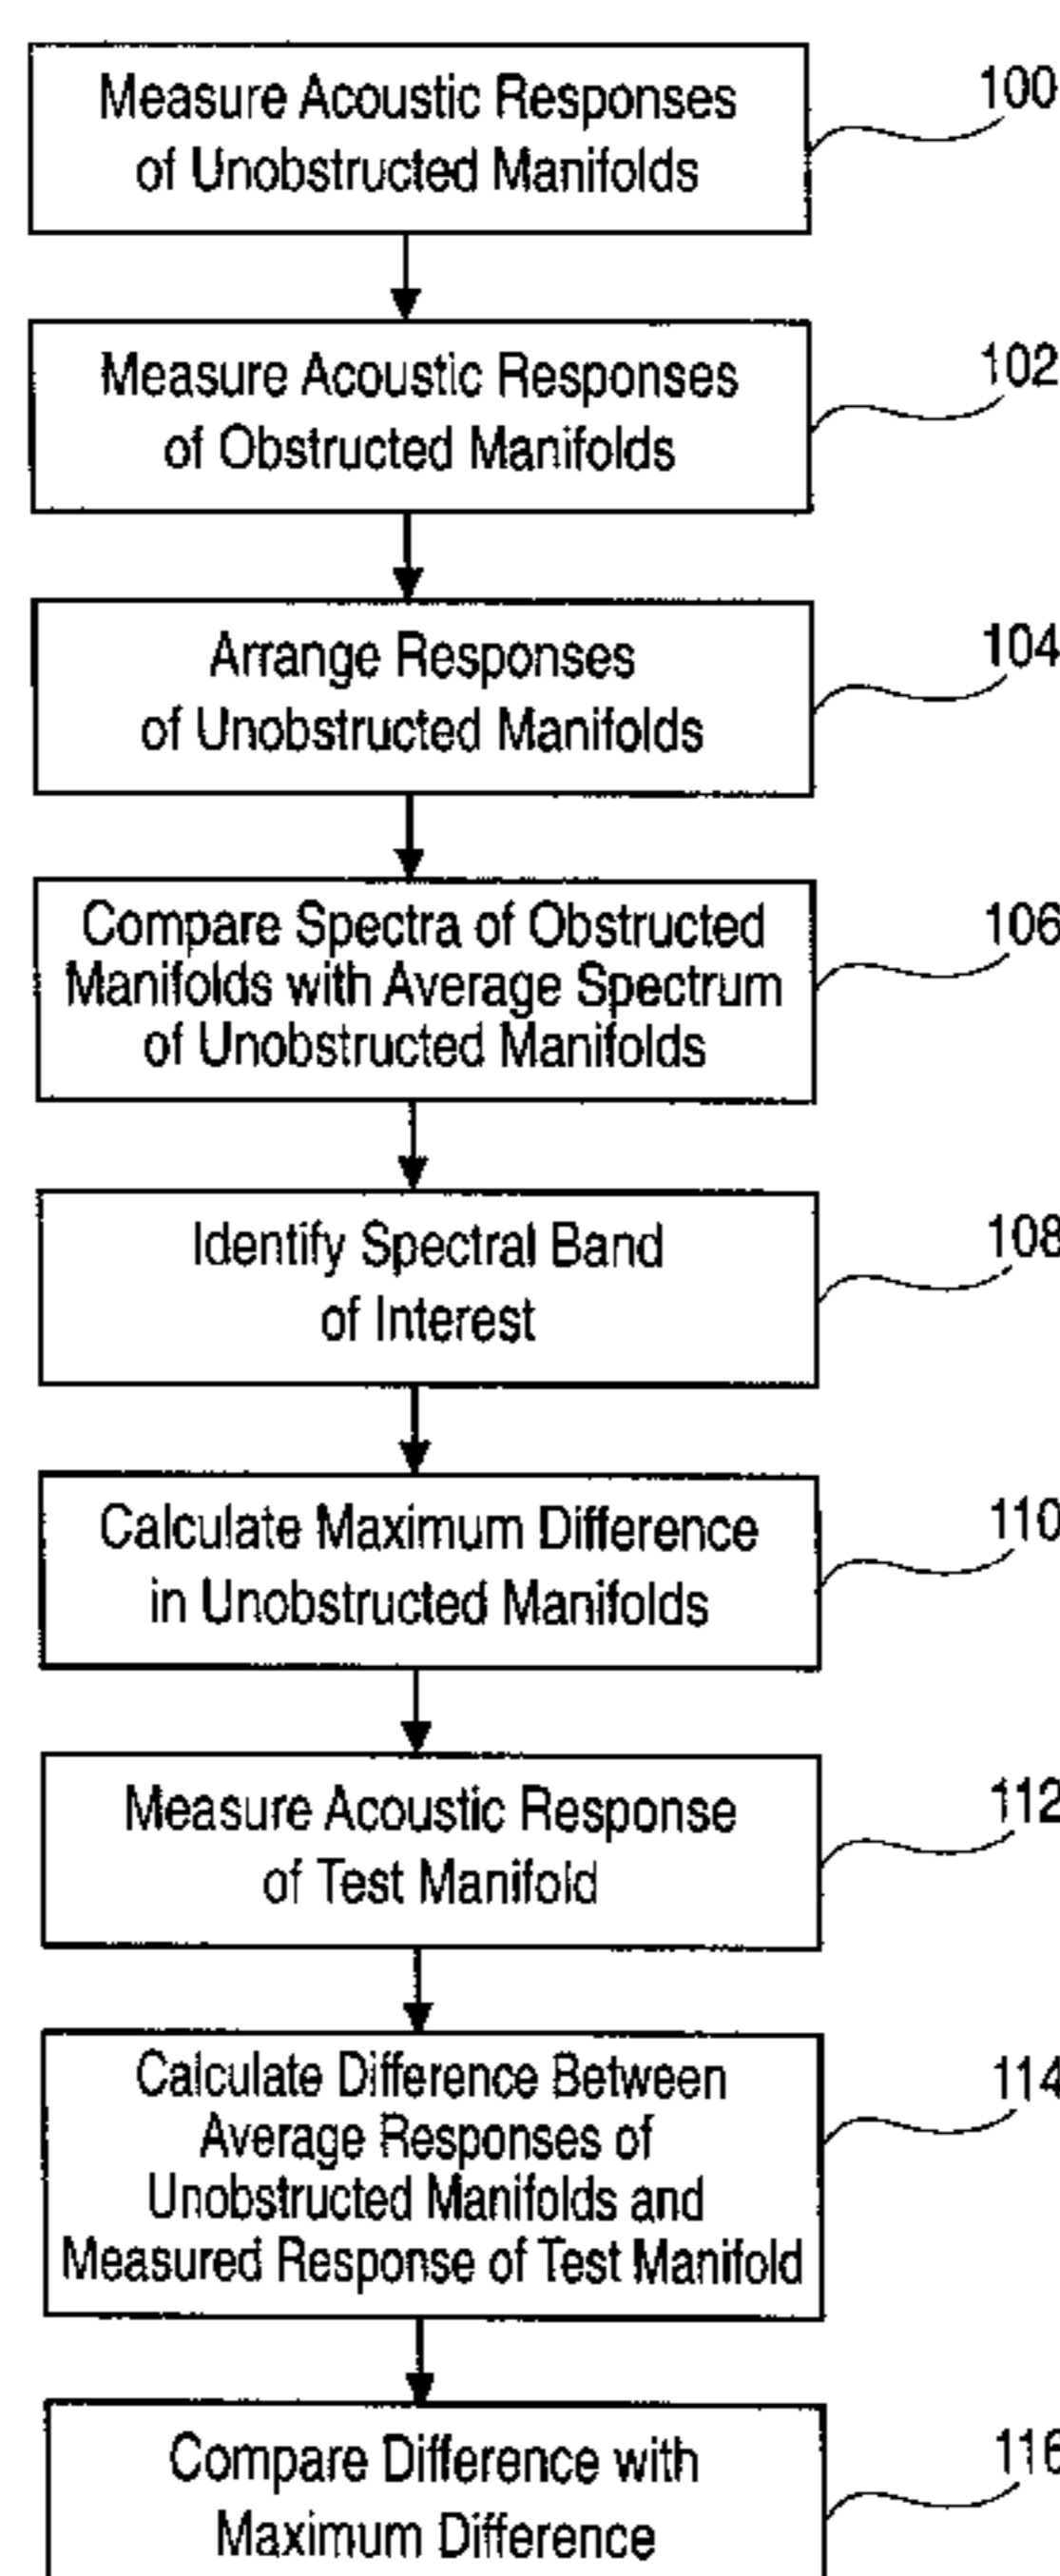 Measure Acoustic Responses
of Unobstructed Manifolds
100
Measure Acoustic Responses
of Obstructed Manifolds
102
Arrange Responses
of Unobstructed Manifolds
104
Compare Spectra of Obstructed
Manifolds with Average Spectrum
of Unobstructed Manifolds
106
Identify Spectral Band
of Interest
108
Calculate Maximum Difference
in Unobstructed Manifolds
110
Measure Acoustic Response
of Test Manifold
112
Calculate Difference Between
Average Responses of
Unobstructed Manifolds and
Measured Response of Test Manifold
114
Compare Difference with
Maximum Difference
116